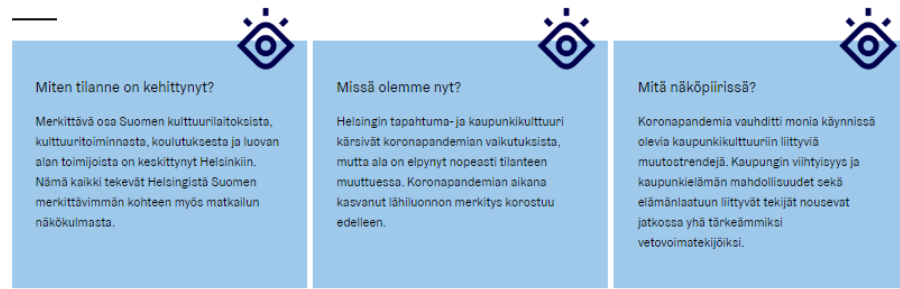 Miten tilanne on kehittynyt?
Merkittävä osa Suomen kulttuurilaitoksista,
kulttuuritoiminnasta, koulutuksesta ja luovan
alan toimijoista on keskittynyt Helsinkiin.
Nämä kaikki tekevät Helsingistä Suomen
merkittävimmän kohteen myös matkailun
näkökulmasta.
Missä olemme nyt?
Helsingin tapahtuma- ja kaupunkikulttuuri
kärsivät koronapandemian vaikutuksista,
mutta ala on elpynyt nopeasti tilanteen
muuttuessa. Koronapandemian aikana
kasvanut lähiluonnon merkitys korostuu
edelleen.
Mitä näköpiirissä?
Koronapandemia vauhditti monia käynnissä
olevia kaupunkikulttuuriin liittyviä
muutostrendejä. Kaupungin viihtyisyys ja
kaupunkielämän mahdollisuudet sekä
elämänlaatuun liittyvät tekijät nousevat
jatkossa yhä tärkeämmiksi
vetovoimatekijöiksi.